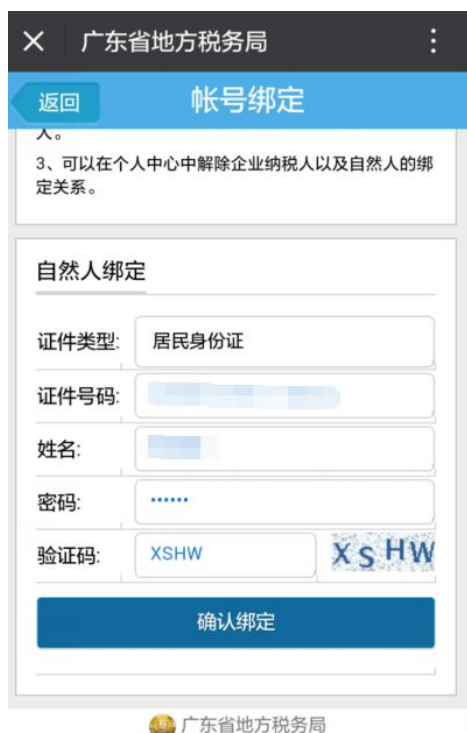 广东省地方税务局
返回
帐号绑定
人。
3、可以在个人中心中解除企业纳税人以及自然人的绑
定关系。
自然人绑定
证件类型: 居民身份证
证件号码:
姓名:
密码: ••••••
验证码: XSHW XsHW
确认绑定
广东省地方税务局